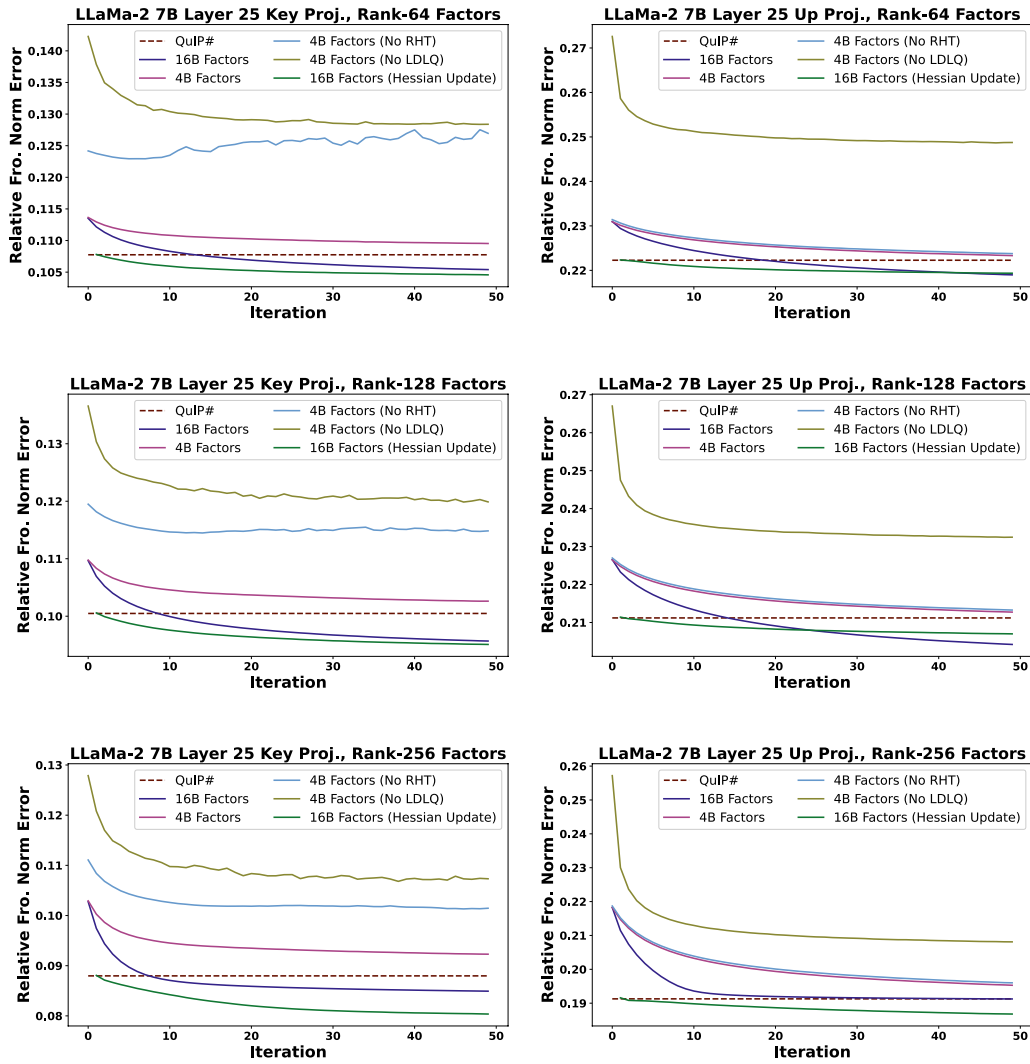 LLaMa-2 7B Layer 25 Key Proj., Rank-64 Factors
Relative Fro. Norm Error
0.140
0.135
0.130
0.125
0.120
0.115
0.110
0.105
QuIP#
16B Factors
4B Factors
4B Factors (No RHT)
4B Factors (No LDLQ)
16B Factors (Hessian Update)
0 10 20 30 40 50
Iteration
LLaMa-2 7B Layer 25 Up Proj., Rank-64 Factors
Relative Fro. Norm Error
0.27
0.26
0.25
0.24
0.23
0.22
QuIP#
16B Factors
4B Factors
4B Factors (No RHT)
4B Factors (No LDLQ)
16B Factors (Hessian Update)
0 10 20 30 40 50
Iteration
LLaMa-2 7B Layer 25 Key Proj., Rank-128 Factors
Relative Fro. Norm Error
0.13
0.12
0.11
0.10
QuIP#
16B Factors
4B Factors
4B Factors (No RHT)
4B Factors (No LDLQ)
16B Factors (Hessian Update)
0 10 20 30 40 50
Iteration
LLaMa-2 7B Layer 25 Up Proj., Rank-128 Factors
Relative Fro. Norm Error
0.27
0.26
0.25
0.24
0.23
0.22
0.21
QuIP#
16B Factors
4B Factors
4B Factors (No RHT)
4B Factors (No LDLQ)
16B Factors (Hessian Update)
0 10 20 30 40 50
Iteration
LLaMa-2 7B Layer 25 Key Proj., Rank-256 Factors
Relative Fro. Norm Error
0.13
0.12
0.11
0.10
0.09
0.08
QuIP#
16B Factors
4B Factors
4B Factors (No RHT)
4B Factors (No LDLQ)
16B Factors (Hessian Update)
0 10 20 30 40 50
Iteration
LLaMa-2 7B Layer 25 Up Proj., Rank-256 Factors
Relative Fro. Norm Error
0.26
0.25
0.24
0.23
0.22
0.21
0.20
0.19
QuIP#
16B Factors
4B Factors
4B Factors (No RHT)
4B Factors (No LDLQ)
16B Factors (Hessian Update)
0 10 20 30 40 50
Iteration